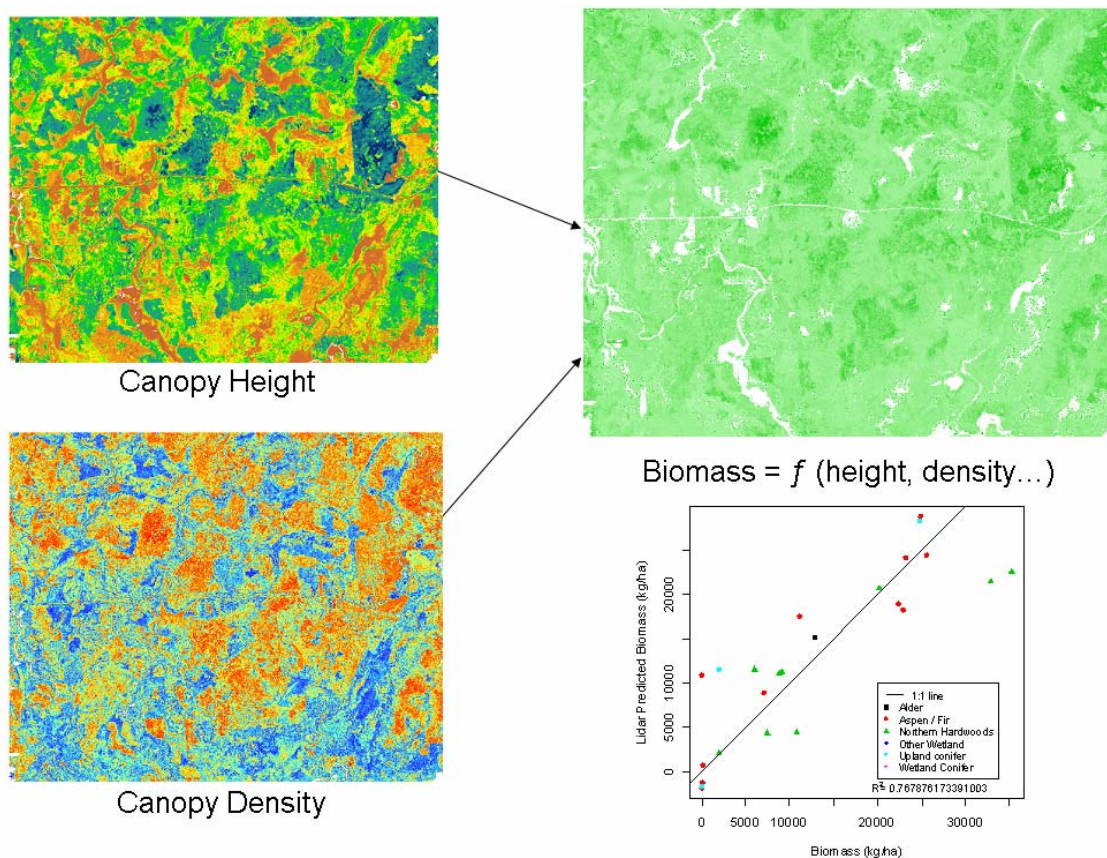 Canopy Height
Canopy Density
Biomass = ƒ (height, density…)
Lidar Predicted Biomass (kg/ha)
20000
10000
5000
0
1:1 line
Alder
Aspen / Fir
Northern Hardwoods
Other Wetland
Upland conifer
Wetland Conifer
R²= 0.767876173391003
0 5000 10000 20000 30000
Biomass (kg/ha)